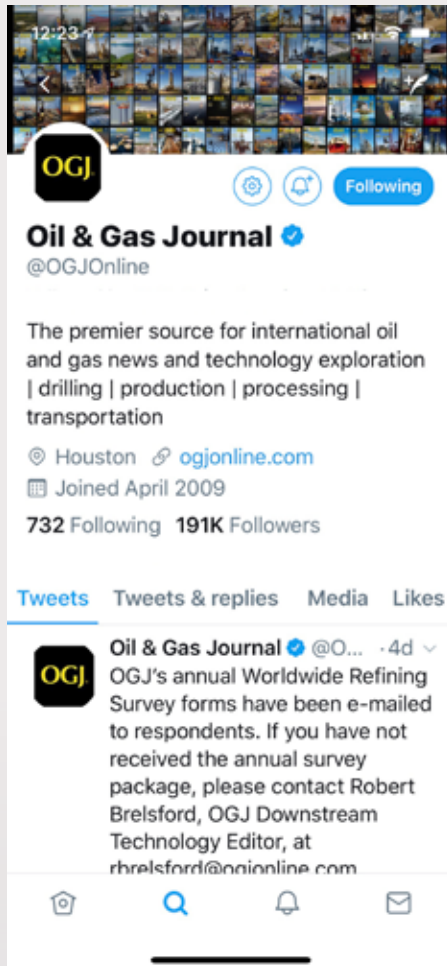 12:23
OGJ
Following
Oil & Gas Journal
@OGJOnline
The premier source for international oil
and gas news and technology exploration
| drilling | production | processing |
transportation
Houston ogjonline.com
Joined April 2009
732 Following 191K Followers
Tweets Tweets & replies Media Likes
OGJ
Oil & Gas Journal @O... · 4d
OGJ's annual Worldwide Refining
Survey forms have been e-mailed
to respondents. If you have not
received the annual survey
package, please contact Robert
Brelsford, OGJ Downstream
Technology Editor, at
rbrelsford@ogjonline.com